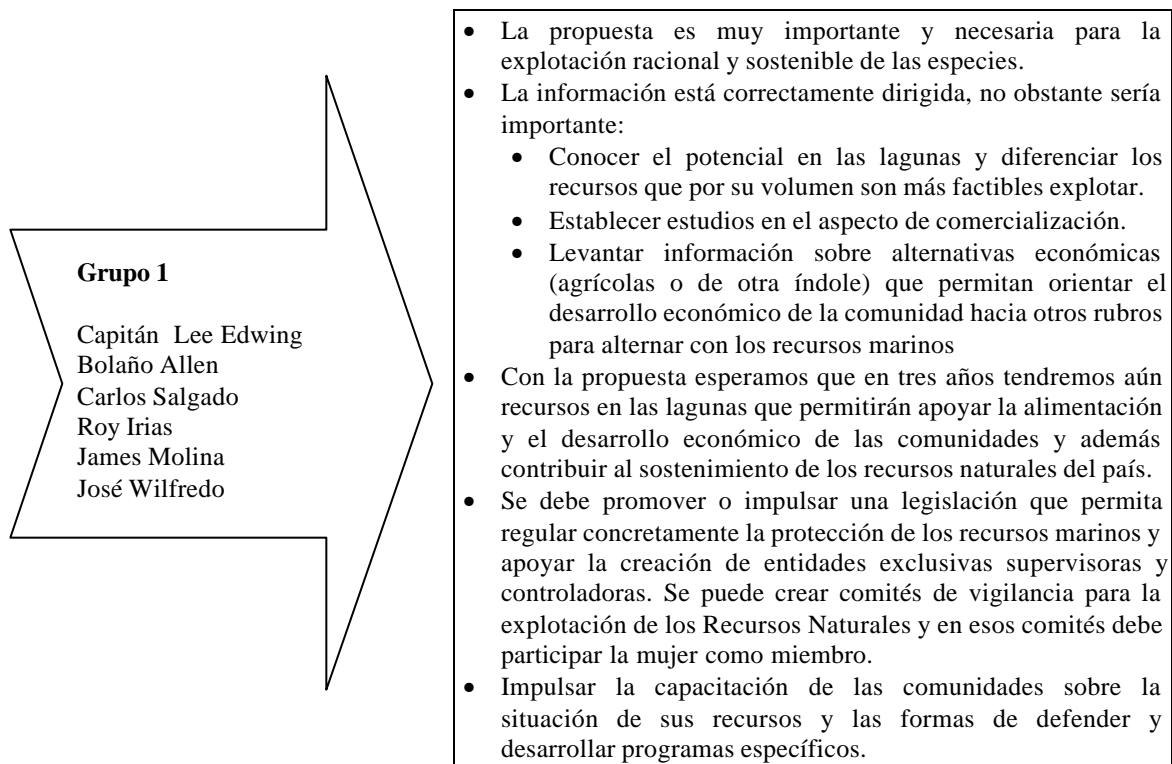 Grupo 1
Capitán Lee Edwing
Bolaño Allen
Carlos Salgado
Roy Irias
James Molina
José Wilfredo
• La propuesta es muy importante y necesaria para la
explotación racional y sostenible de las especies.
• La información está correctamente dirigida, no obstante sería
importante:
• Conocer el potencial en las lagunas y diferenciar los
recursos que por su volumen son más factibles explotar.
• Establecer estudios en el aspecto de comercialización.
• Levantar información sobre alternativas económicas
(agrícolas o de otra índole) que permitan orientar el
desarrollo económico de la comunidad hacia otros rubros
para alternar con los recursos marinos
• Con la propuesta esperamos que en tres años tendremos aún
recursos en las lagunas que permitirán apoyar la alimentación
y el desarrollo económico de las comunidades y además
contribuir al sostenimiento de los recursos naturales del país.
• Se debe promover o impulsar una legislación que permita
regular concretamente la protección de los recursos marinos y
apoyar la creación de entidades exclusivas supervisoras y
controladoras. Se puede crear comités de vigilancia para la
explotación de los Recursos Naturales y en esos comités debe
participar la mujer como miembro.
• Impulsar la capacitación de las comunidades sobre la
situación de sus recursos y las formas de defender y
desarrollar programas específicos.